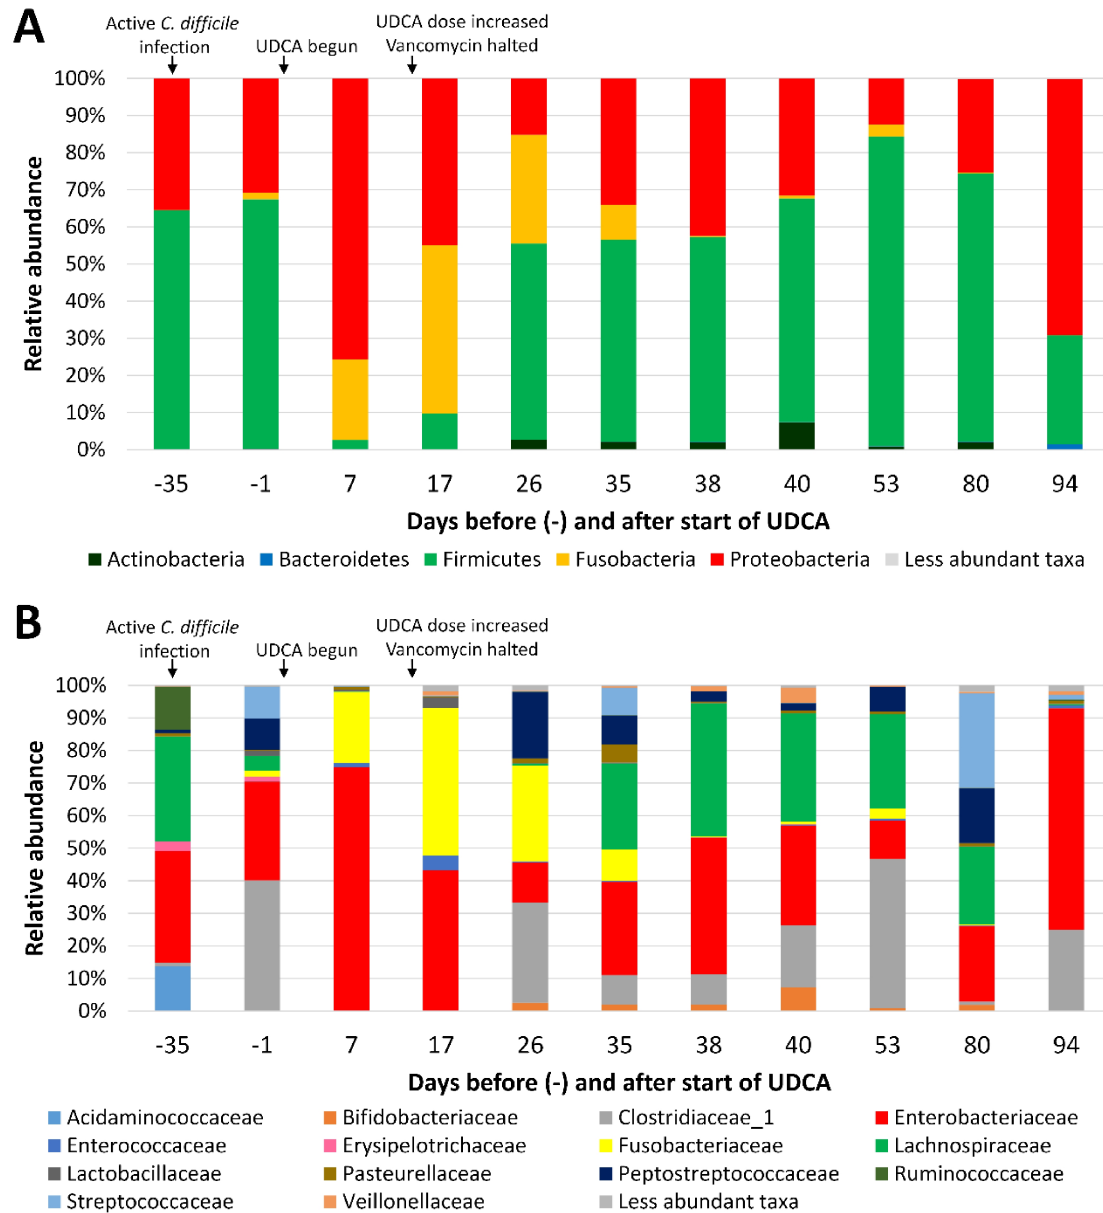 A
Active C. difficile
infection
UDCA begun
UDCA dose increased
Vancomycin halted
Relative abundance
100%
90%
80%
70%
60%
50%
40%
30%
20%
10%
0%
-35 -1 7 17 26 35 38 40 53 80 94
Days before (-) and after start of UDCA
Actinobacteria Bacteroidetes Firmicutes Fusobacteria Proteobacteria Less abundant taxa
B
Active C. difficile
infection
UDCA begun
UDCA dose increased
Vancomycin halted
Relative abundance
100%
90%
80%
70%
60%
50%
40%
30%
20%
10%
0%
-35 -1 7 17 26 35 38 40 53 80 94
Days before (-) and after start of UDCA
Acidaminococcaceae Bifidobacteriaceae Clostridiaceae_1 Enterobacteriaceae
Enterococcaceae Erysipelotrichaceae Fusobacteriaceae Lachnospiraceae
Lactobacillaceae Pasteurellaceae Peptostreptococcaceae Ruminococcaceae
Streptococcaceae Veillonellaceae Less abundant taxa